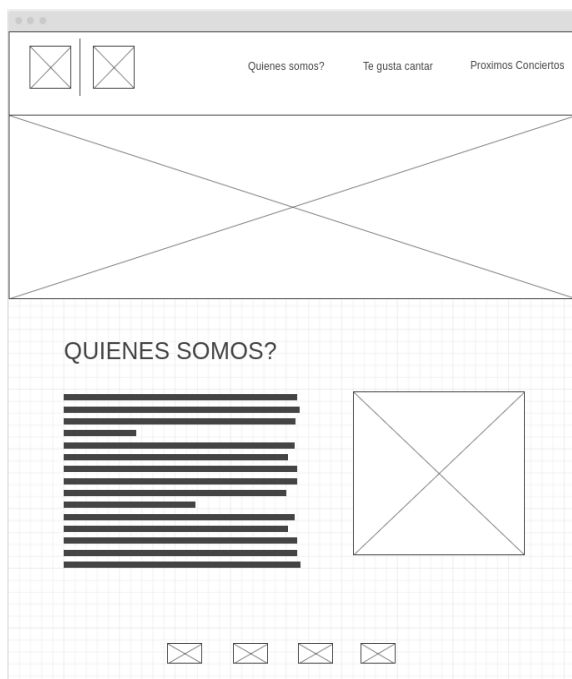 Quienes somos?
Te gusta cantar
Proximos Conciertos
QUIENES SOMOS?